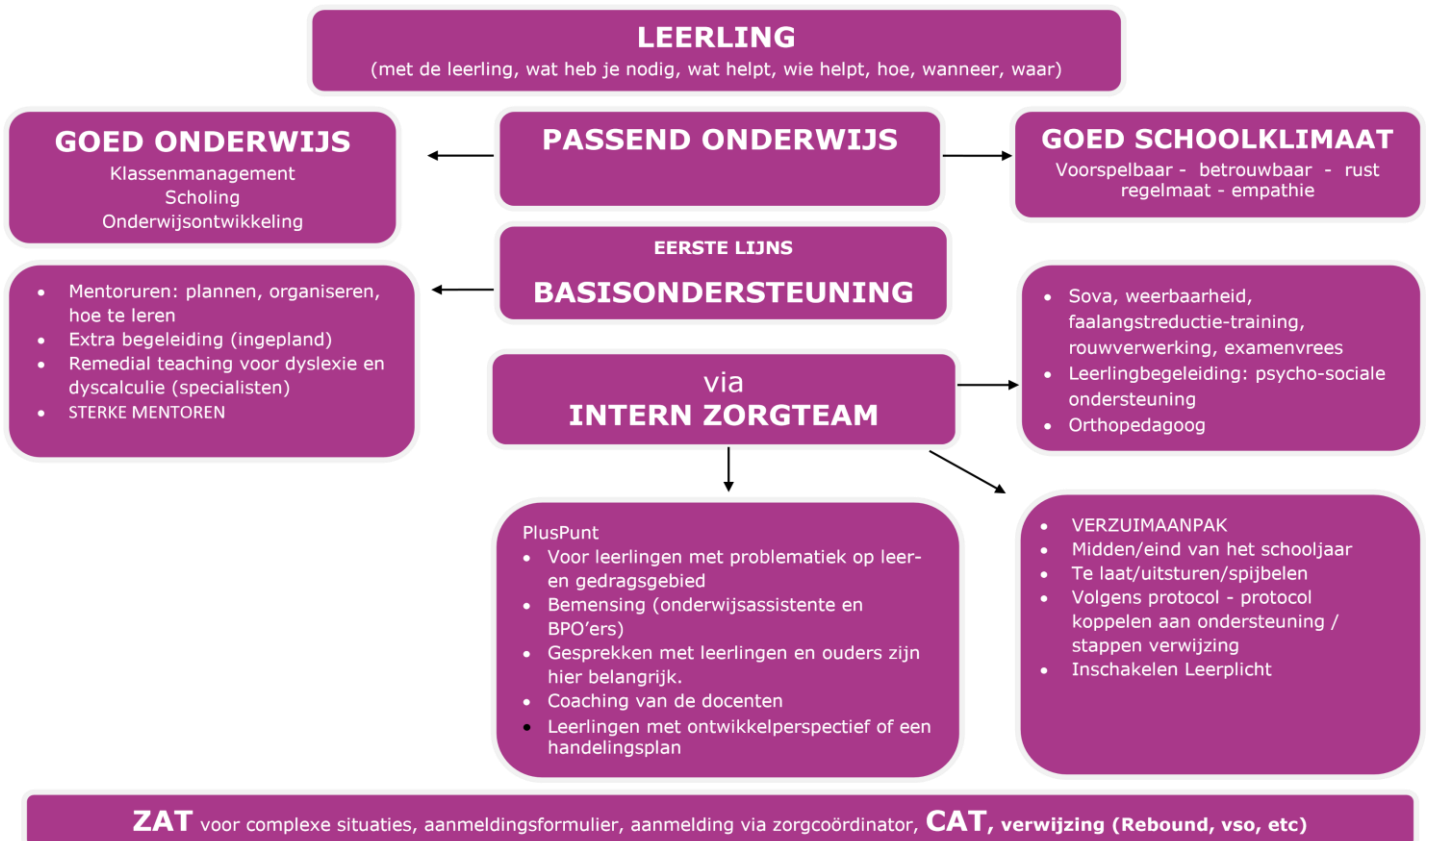 LEERLING
(met de leerling, wat heb je nodig, wat helpt, wie helpt, hoe, wanneer, waar)
GOED ONDERWIJS
Klassenmanagement
Scholing
Onderwijsontwikkeling
PASSEND ONDERWIJS
GOED SCHOOLKLIMAAT
Voorspelbaar - betrouwbaar - rust
regelmaat - empathie
EERSTE LIJNS
BASISONDERSTEUNING
• Mentoruren: plannen, organiseren,
hoe te leren
• Extra begeleiding (ingepland)
• Remedial teaching voor dyslexie en
dyscalculie (specialisten)
• STERKE MENTOREN
via
INTERN ZORGTEAM
• Sova, weerbaarheid,
faalangstreductie-training,
rouwverwerking, examenvrees
• Leerlingbegeleiding: psycho-sociale
ondersteuning
• Orthopedagoog
PlusPunt
• Voor leerlingen met problematiek op leer-
en gedragsgebied
• Bemensing (onderwijsassistente en
BPO’ers)
• Gesprekken met leerlingen en ouders zijn
hier belangrijk.
• Coaching van de docenten
• Leerlingen met ontwikkelperspectief of een
handelingsplan
• VERZUIMAANPAK
• Midden/eind van het schooljaar
• Te laat/uitsturen/spijbelen
• Volgens protocol - protocol
koppelen aan ondersteuning /
stappen verwijzing
• Inschakelen Leerplicht
ZAT voor complexe situaties, aanmeldingsformulier, aanmelding via zorgcoördinator, CAT, verwijzing (Rebound, vso, etc)